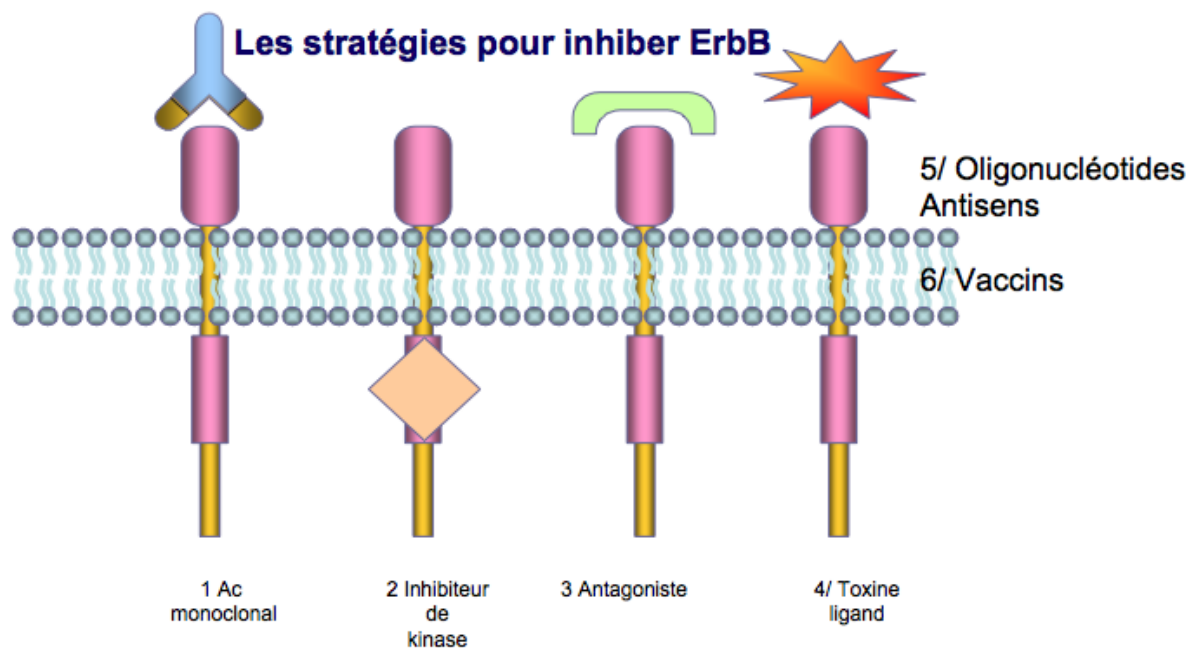 Les stratégies pour inhiber ErbB
5/ Oligonucléotides
Antisens
6/ Vaccins
1 Ac
monoclonal
2 Inhibiteur
de
kinase
3 Antagoniste
4/ Toxine
ligand